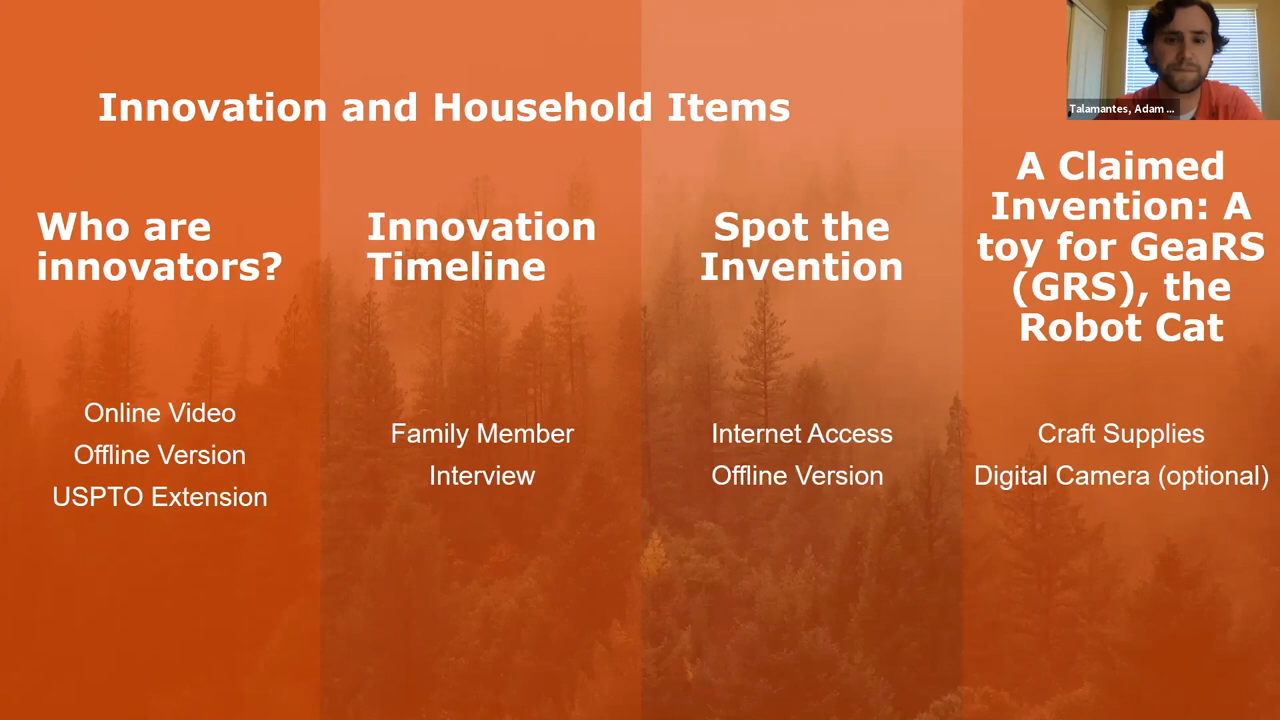 Innovation and Household Items
Talamantes, Adam ...
Who are
innovators?
Online Video
Offline Version
USPTO Extension
Innovation
Timeline
Family Member
Interview
Spot the
Invention
Internet Access
Offline Version
A Claimed
Invention: A
toy for GeaRS
(GRS), the
Robot Cat
Craft Supplies
Digital Camera (optional)